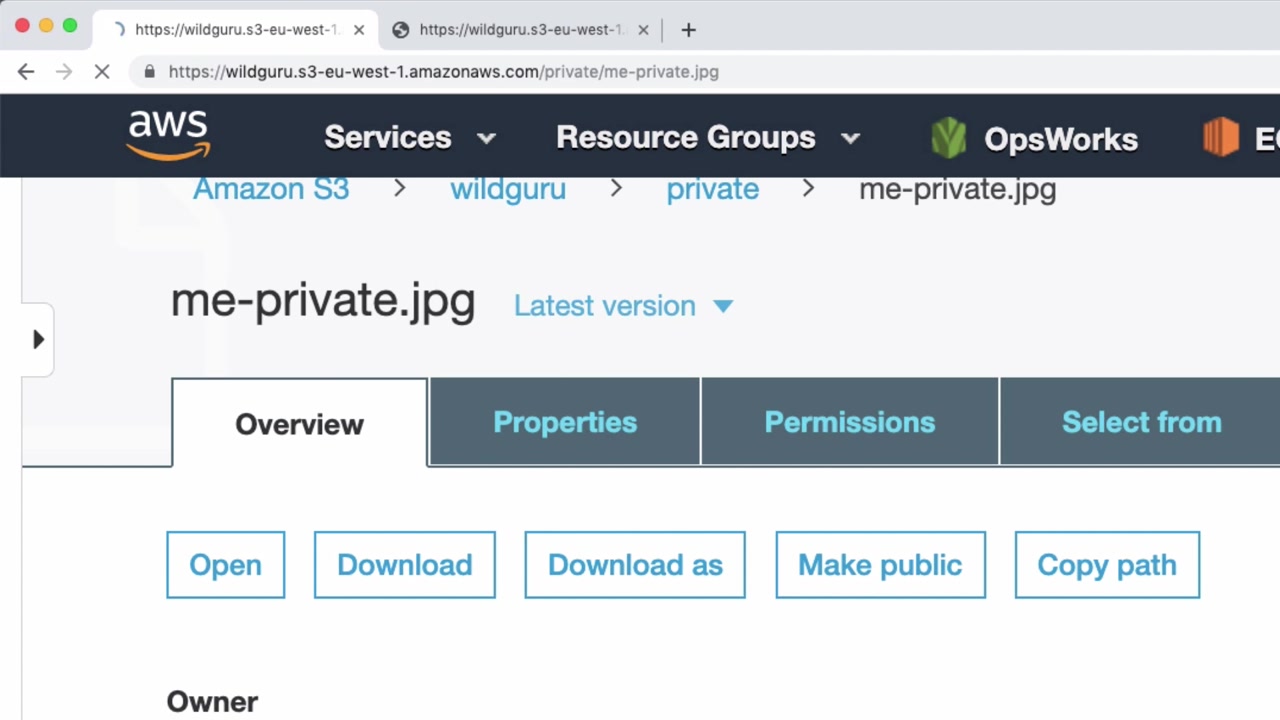 https://wildguru.s3-eu-west-1. https://wildguru.s3-eu-west-1.
https://wildguru.s3-eu-west-1.amazonaws.com/private/me-private.jpg
aws Services Resource Groups OpsWorks
Amazon S3 > wildguru > private > me-private.jpg
me-private.jpg Latest version
Overview Properties Permissions Select from
Open Download Download as Make public Copy path
Owner